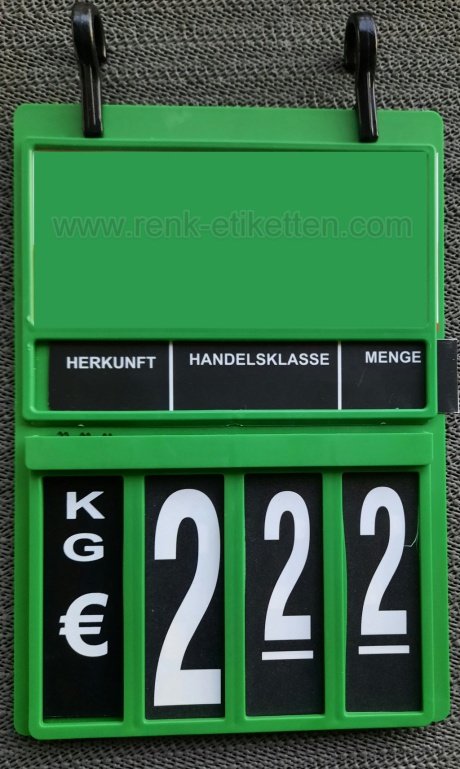 www.renk-etiketten.com
HERKUNFT HANDELSKLASSE MENGE
KG € 2 2 2